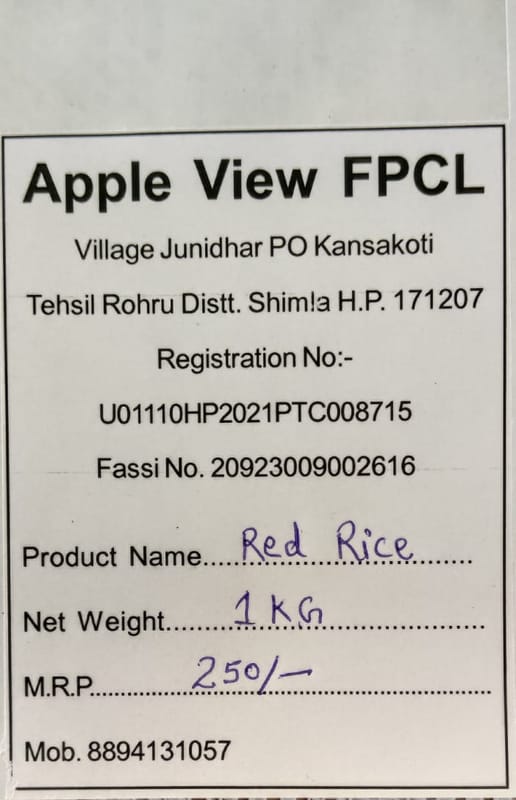 Apple View FPCL
Village Junidhar PO Kansakoti
Tehsil Rohru Distt. Shimla H.P. 171207
Registration No:-
U01110HP2021PTC008715
Fassi No. 20923009002616
Product Name.....Red Rice.....
Net Weight.....1 KG.....
M.R.P.....250/-.....
Mob. 8894131057